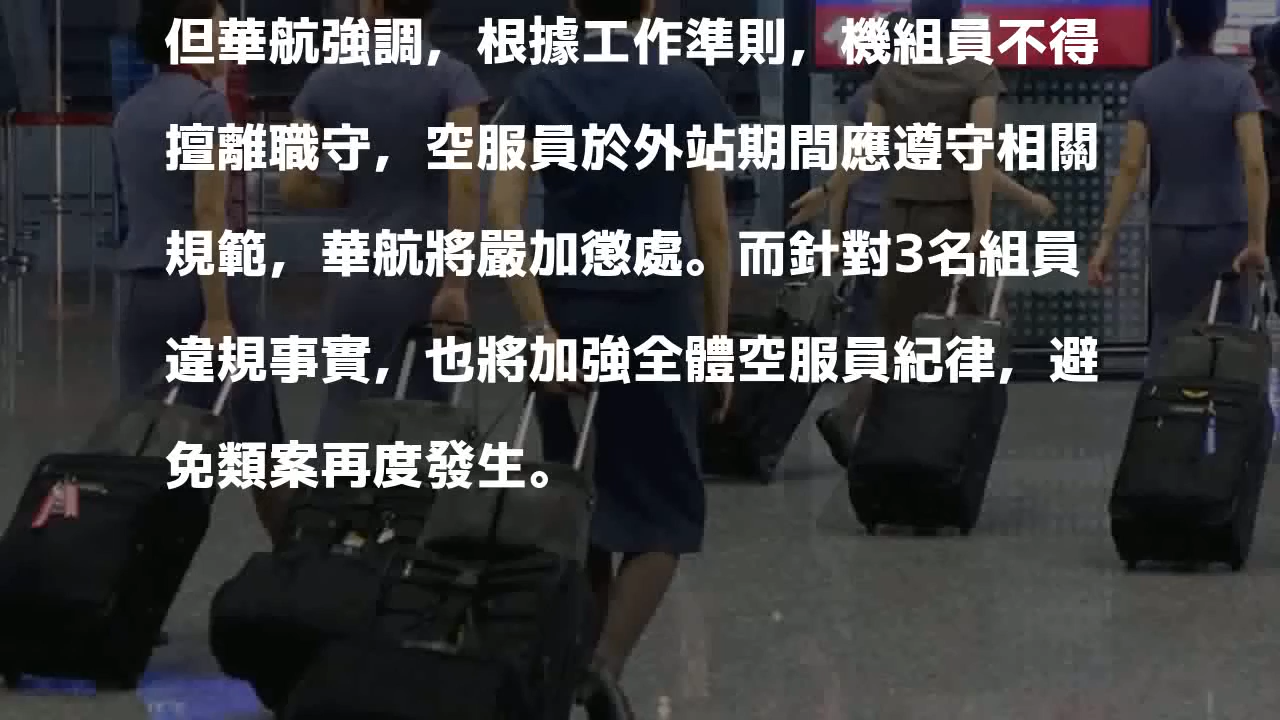 但華航強調，根據工作準則，機組員不得
擅離職守，空服員於外站期間應遵守相關
規範，華航將嚴加懲處。而針對3名組員
違規事實，也將加強全體空服員紀律，避
免類案再度發生。